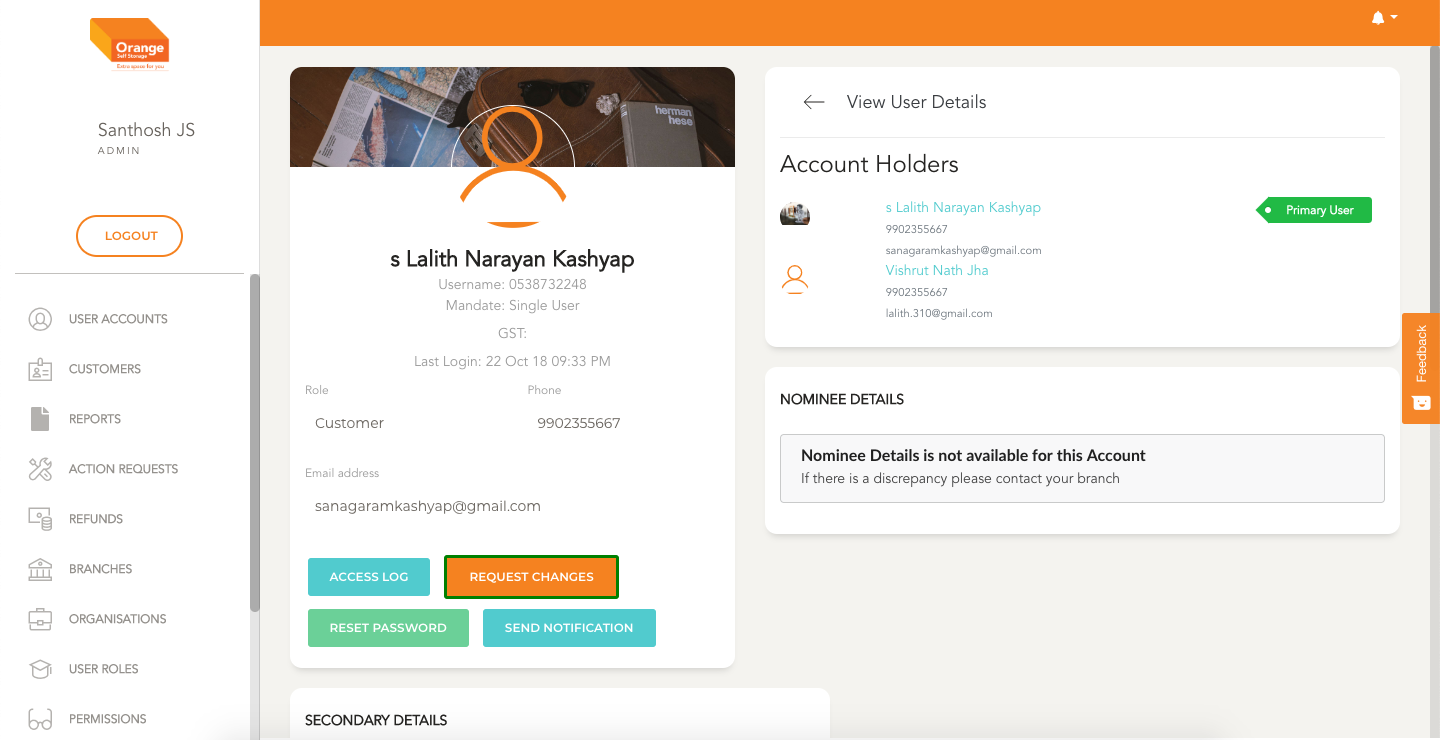 Orange
Self Storage
Extra space for you
Santhosh JS
ADMIN
LOGOUT
USER ACCOUNTS
CUSTOMERS
REPORTS
ACTION REQUESTS
REFUNDS
BRANCHES
ORGANISATIONS
USER ROLES
PERMISSIONS
herman
hese
s Lalith Narayan Kashyap
Username: 0538732248
Mandate: Single User
GST:
Last Login: 22 Oct 18 09:33 PM
Role
Phone
Customer
9902355667
Email address
sanagaramkashyap@gmail.com
ACCESS LOG
REQUEST CHANGES
RESET PASSWORD
SEND NOTIFICATION
SECONDARY DETAILS
View User Details
Account Holders
s Lalith Narayan Kashyap
9902355667
sanagaramkashyap@gmail.com
Primary User
Vishrut Nath Jha
9902355667
lalith.310@gmail.com
NOMINEE DETAILS
Nominee Details is not available for this Account
If there is a discrepancy please contact your branch
Feedback